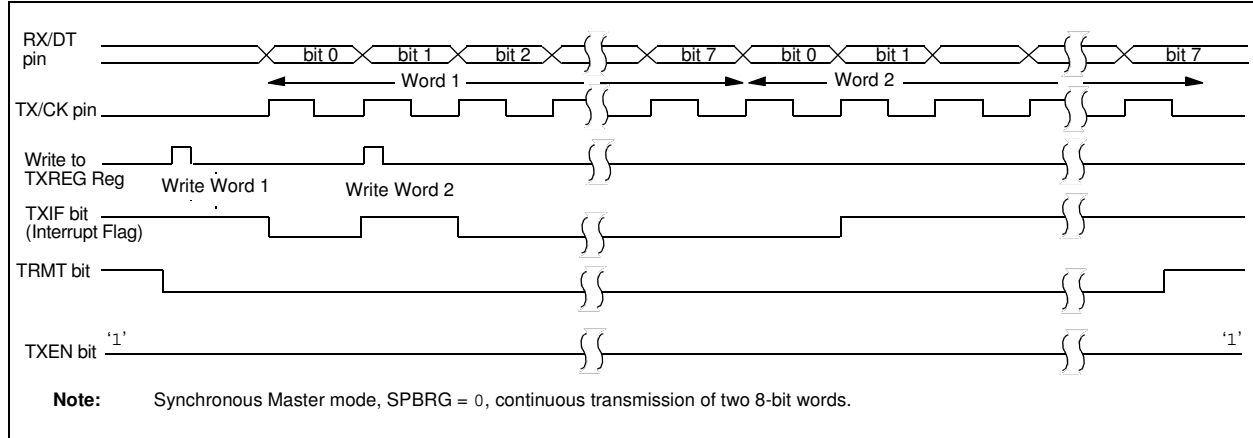 RX/DT
pin
bit 0 bit 1 bit 2 bit 7 bit 0 bit 1 bit 7
Word 1 Word 2
TX/CK pin
Write to
TXREG Reg
Write Word 1 Write Word 2
TXIF bit
(Interrupt Flag)
TRMT bit
TXEN bit ‘1’ ‘1’
Note: Synchronous Master mode, SPBRG = 0, continuous transmission of two 8-bit words.